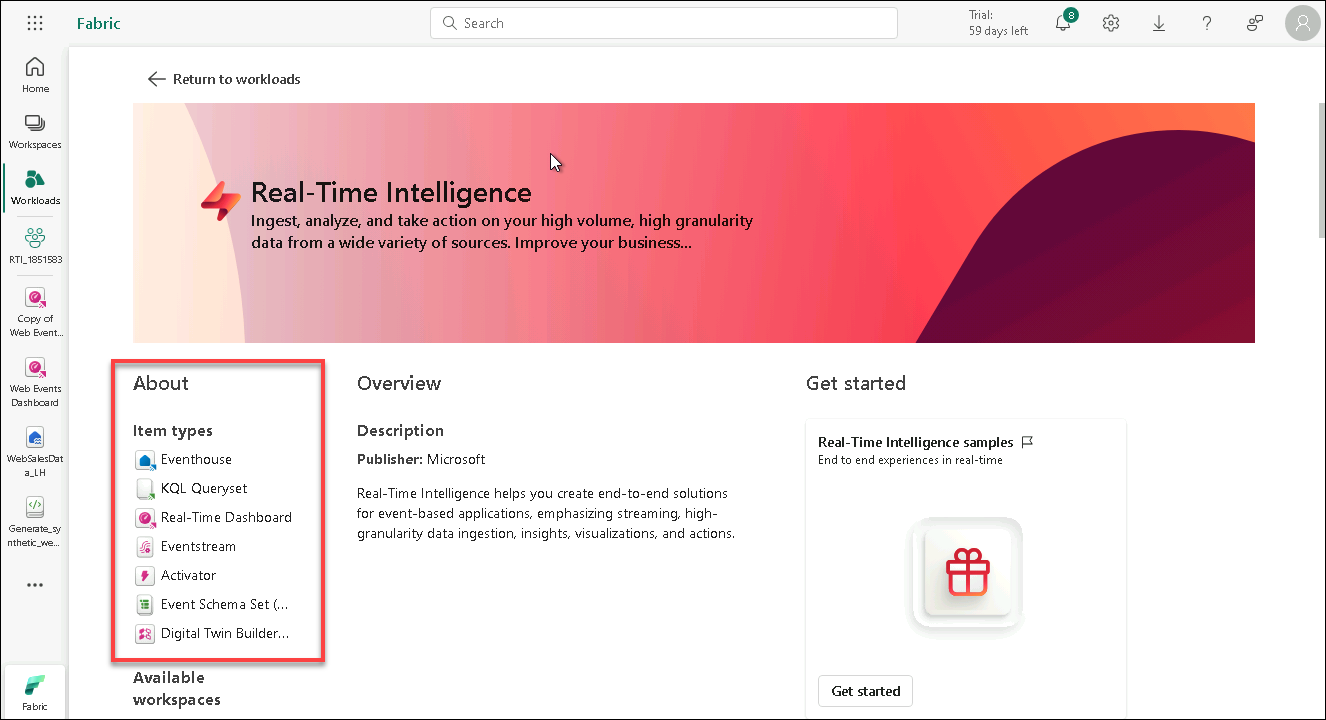 Fabric
Search
Trial:
59 days left
8
Home
Workspaces
Workloads
RTI_1851583
Copy of
Web Event...
Web Events
Dashboard
WebSalesDat
a_LH
Generate_sy
nthetic_we...
Fabric
Return to workloads
Real-Time Intelligence
Ingest, analyze, and take action on your high volume, high granularity
data from a wide variety of sources. Improve your business...
About
Item types
Eventhouse
KQL Queryset
Real-Time Dashboard
Eventstream
Activator
Event Schema Set (...
Digital Twin Builder...
Available
workspaces
Overview
Description
Publisher: Microsoft
Real-Time Intelligence helps you create end-to-end solutions
for event-based applications, emphasizing streaming, high-
granularity data ingestion, insights, visualizations, and actions.
Get started
Real-Time Intelligence samples
End to end experiences in real-time
Get started